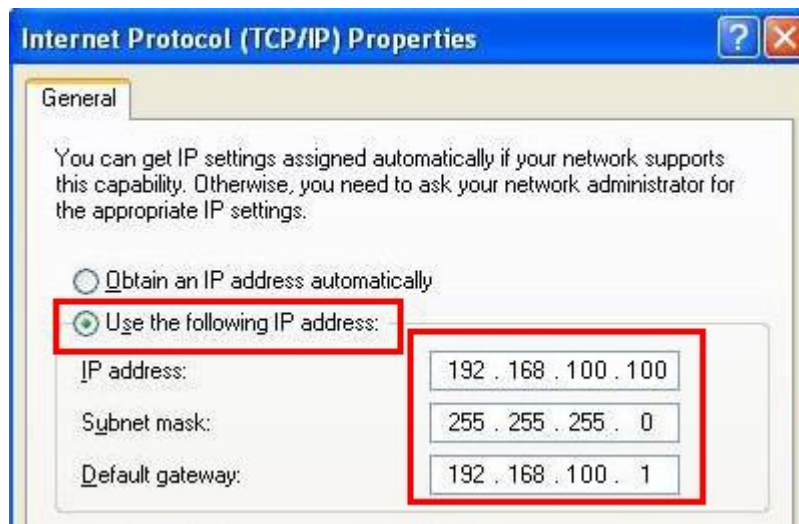 Internet Protocol (TCP/IP) Properties
General
You can get IP settings assigned automatically if your network supports
this capability. Otherwise, you need to ask your network administrator for
the appropriate IP settings.
Obtain an IP address automatically
Use the following IP address:
IP address: 192 . 168 . 100 . 100
Subnet mask: 255 . 255 . 255 . 0
Default gateway: 192 . 168 . 100 . 1